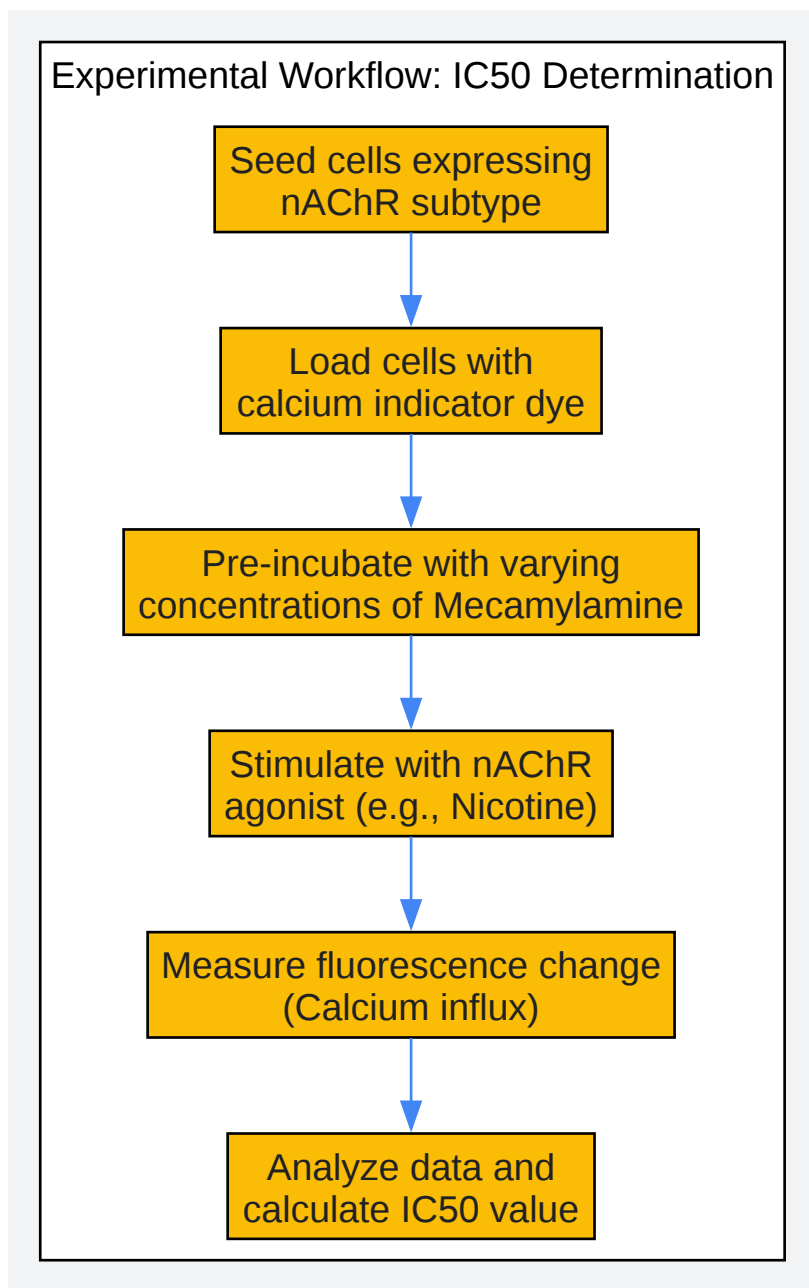 Experimental Workflow: IC50 Determination
Seed cells expressing
nAChR subtype
Load cells with
calcium indicator dye
Pre-incubate with varying
concentrations of Mecamylamine
Stimulate with nAChR
agonist (e.g., Nicotine)
Measure fluorescence change
(Calcium influx)
Analyze data and
calculate IC50 value